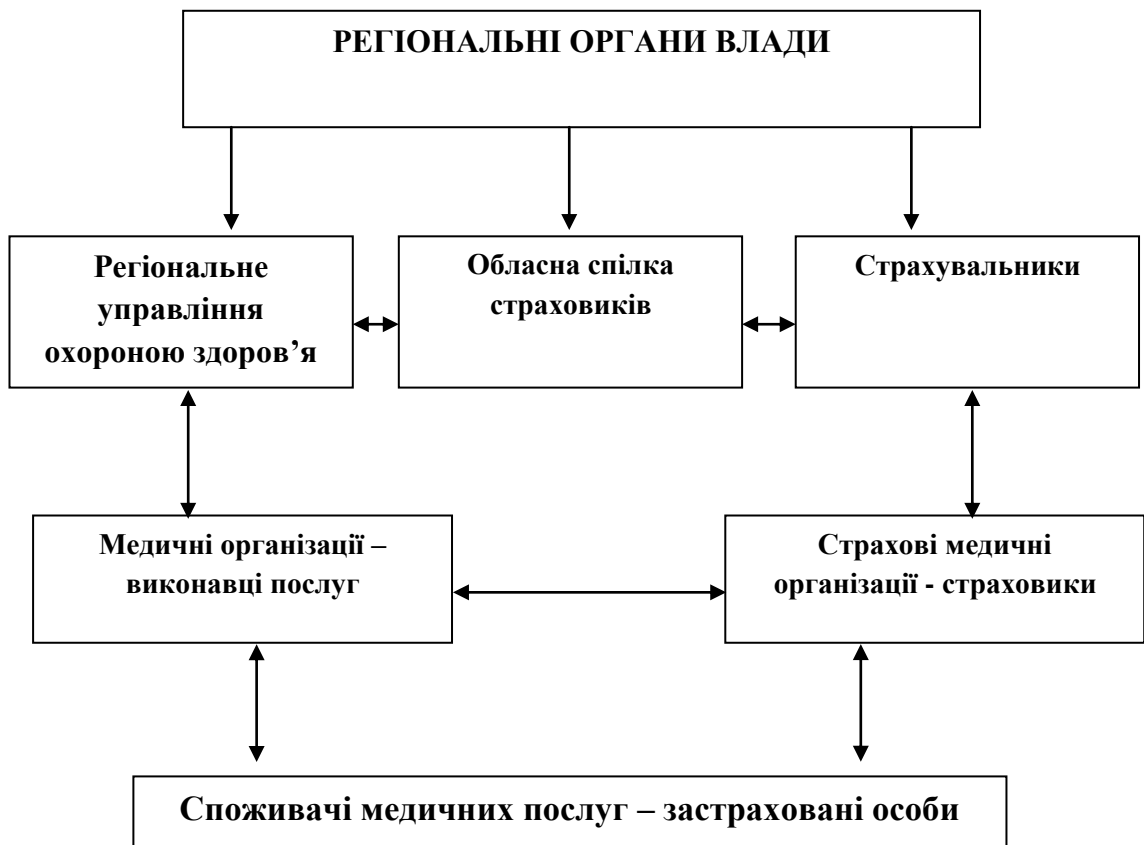 РЕГІОНАЛЬНІ ОРГАНИ ВЛАДИ
Регіональне
управління
охороною здоров’я
Обласна спілка
страховиків
Страхувальники
Медичні організації –
виконавці послуг
Страхові медичні
організації - страховики
Споживачі медичних послуг – застраховані особи